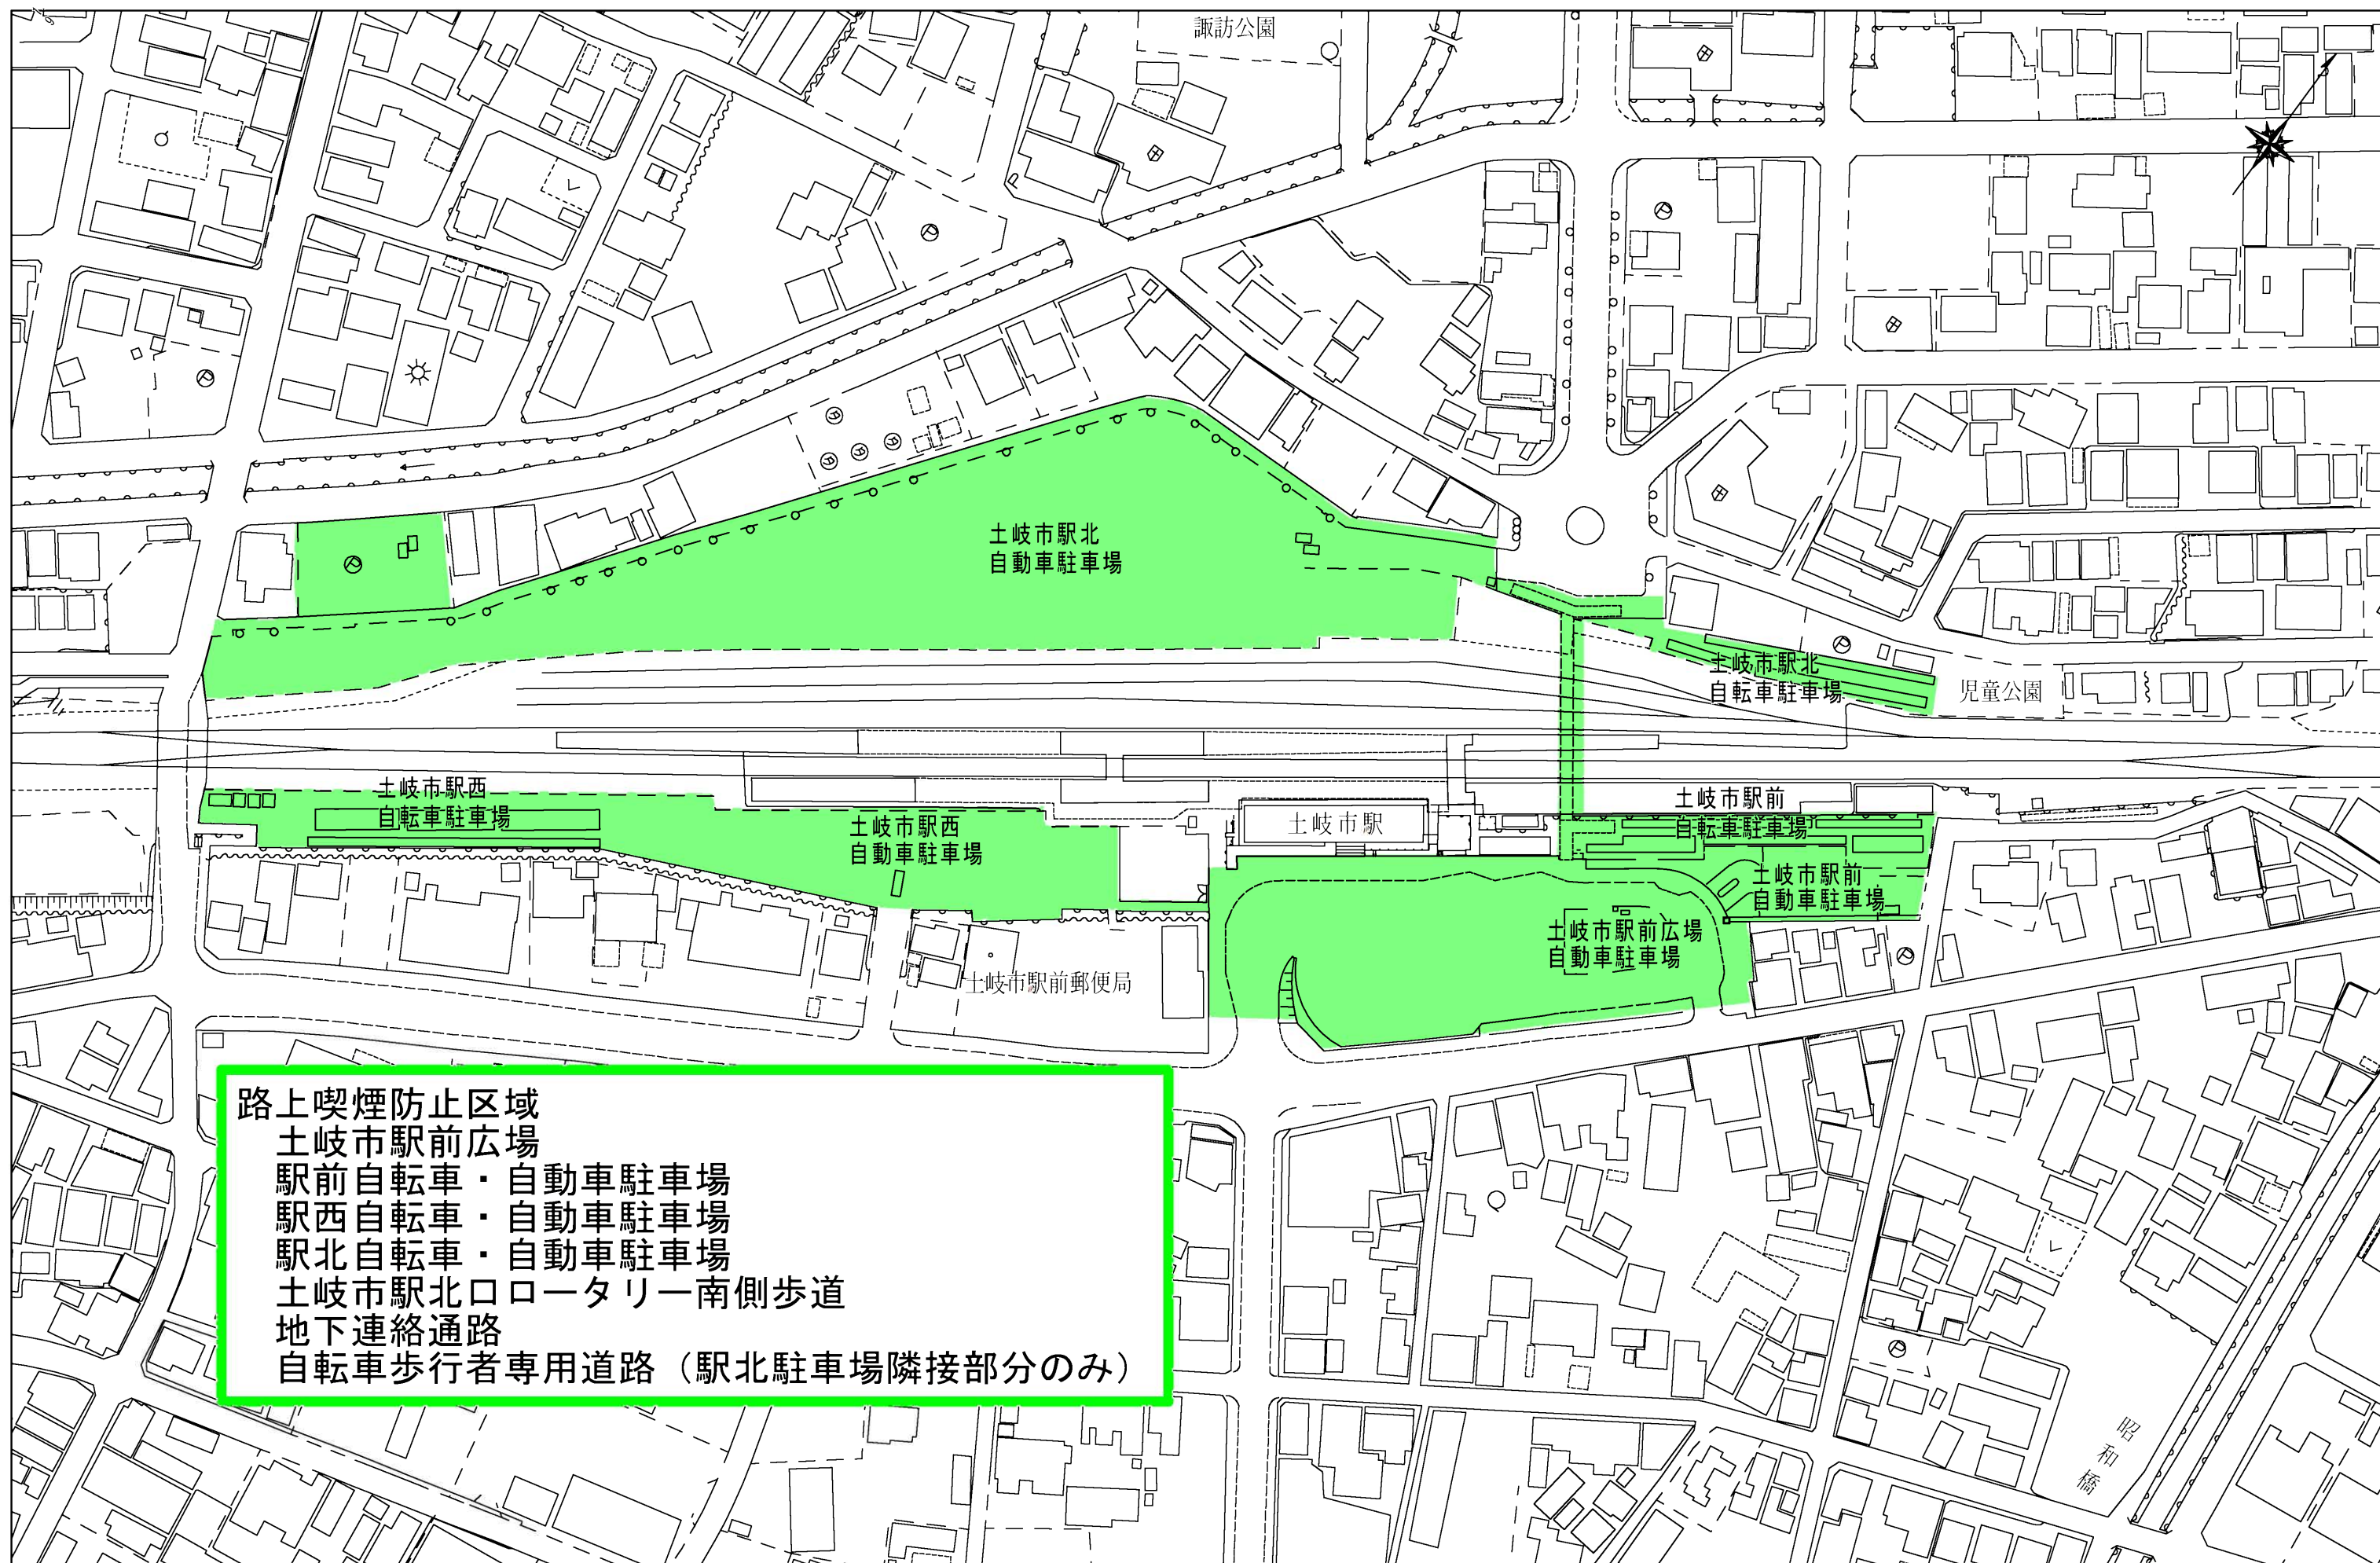 諏訪公園
土岐市駅北
自動車駐車場
土岐市駅北
自転車駐車場
児童公園
土岐市駅西
自転車駐車場
土岐市駅西
自動車駐車場
土岐市駅
土岐市駅前
自転車駐車場
土岐市駅前
自動車駐車場
土岐市駅前広場
自動車駐車場
土岐市駅前郵便局
路上喫煙防止区域
土岐市駅前広場
駅前自転車・自動車駐車場
駅西自転車・自動車駐車場
駅北自転車・自動車駐車場
土岐市駅北口ロータリー南側歩道
地下連絡通路
自転車歩行者専用道路（駅北駐車場隣接部分のみ）
昭和橋